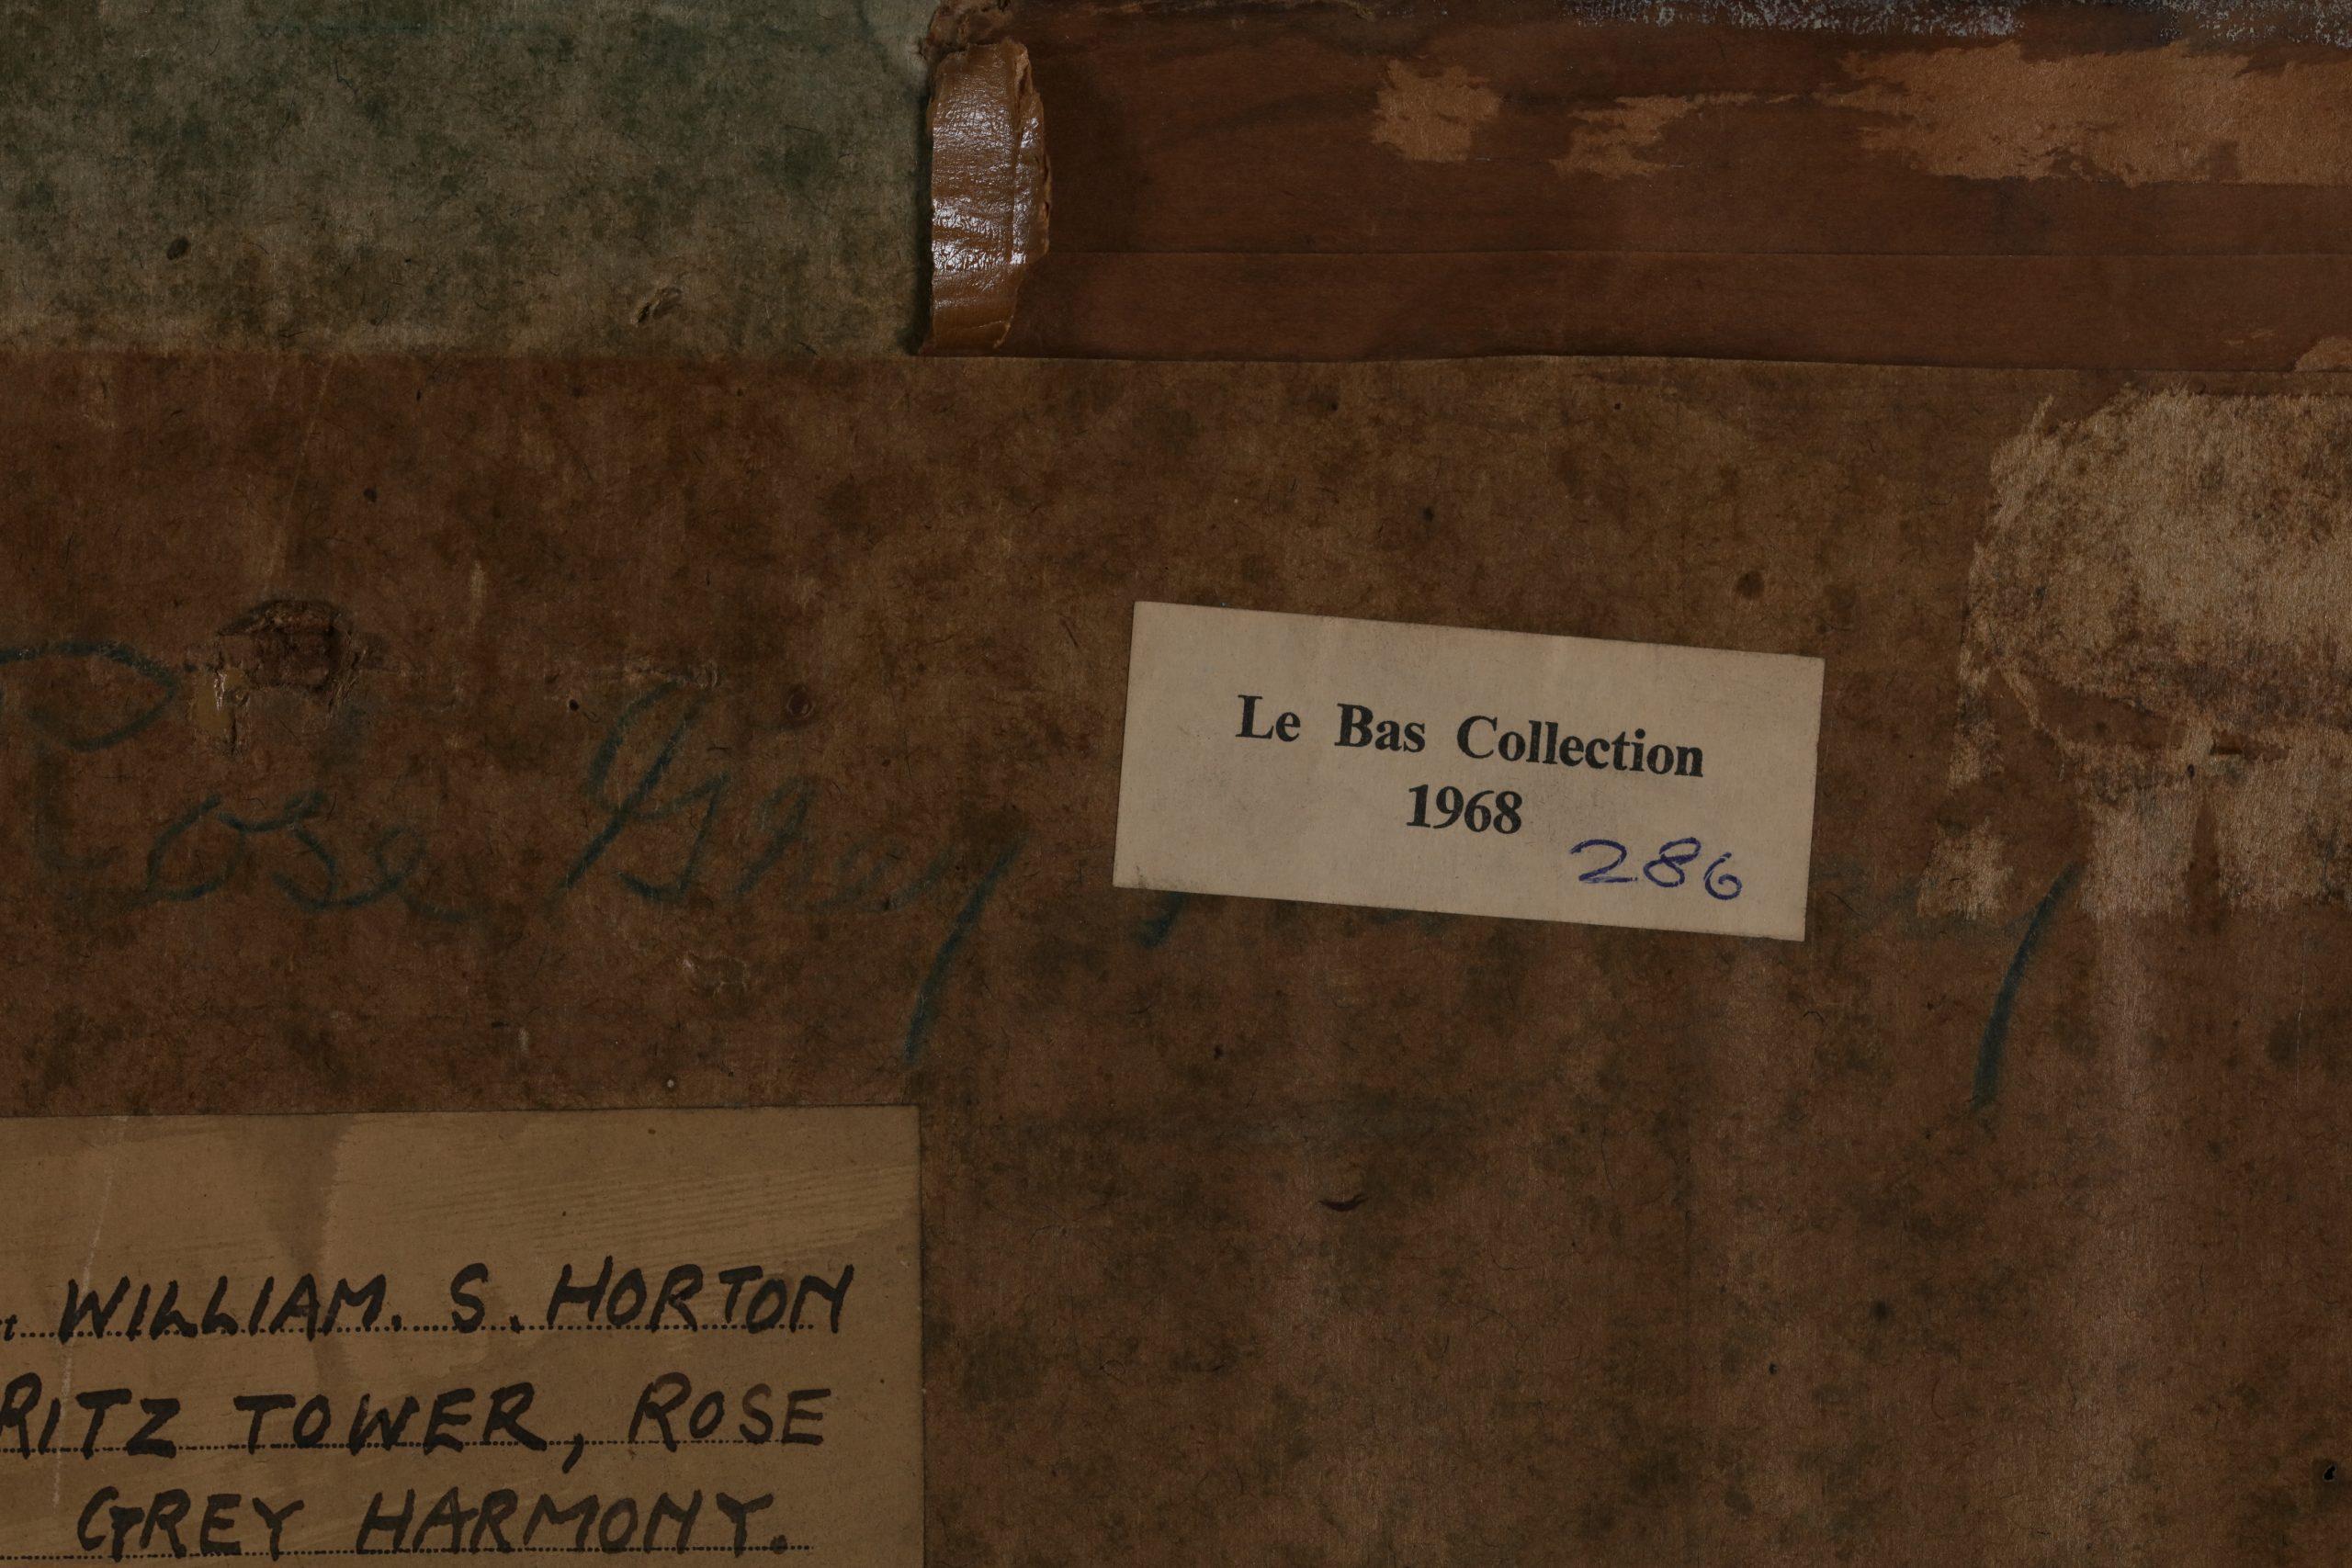 Rose Grey
Le Bas Collection
1968
286
WILLIAM. S. HORTON
RITZ TOWER, ROSE
GREY HARMONY.